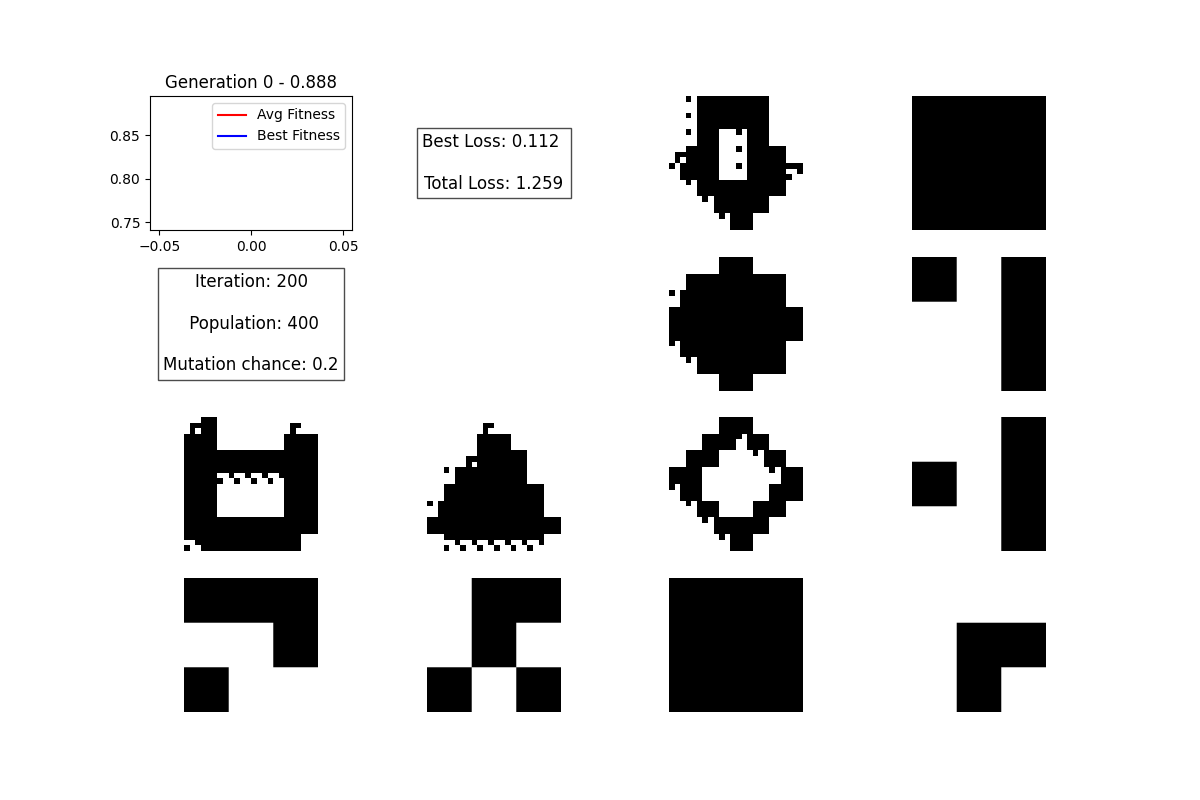 Generation 0 - 0.888
Avg Fitness
Best Fitness
0.85
0.80
0.75
−0.05
0.00
0.05
Best Loss: 0.112
Total Loss: 1.259
Iteration: 200
Population: 400
Mutation chance: 0.2